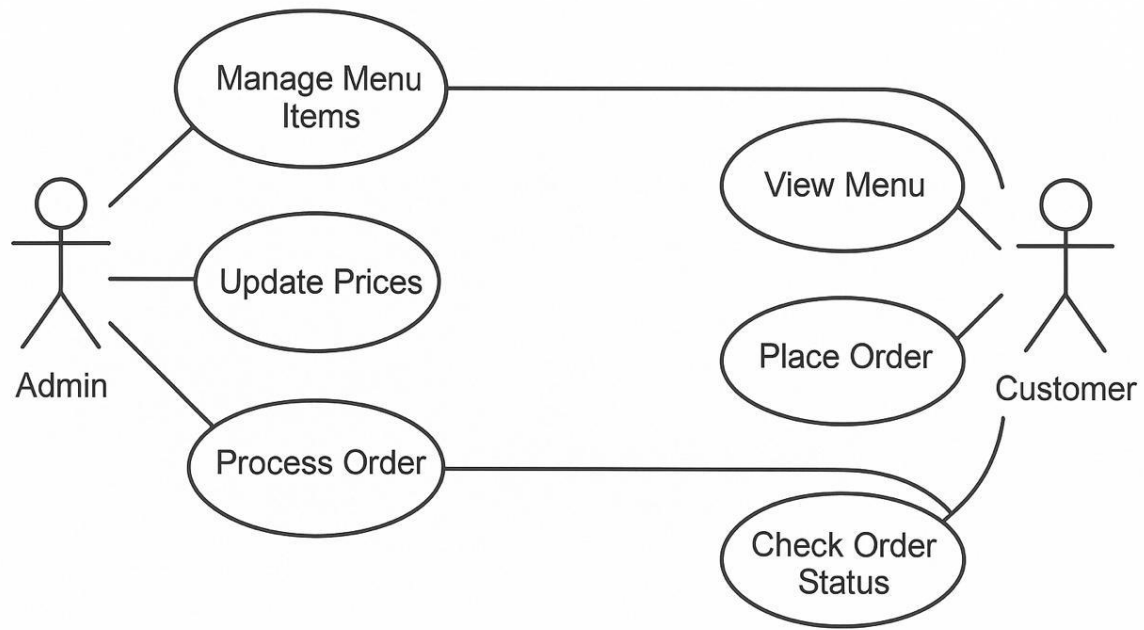 Manage Menu
Items
View Menu
Update Prices
Place Order
Admin
Customer
Process Order
Check Order
Status